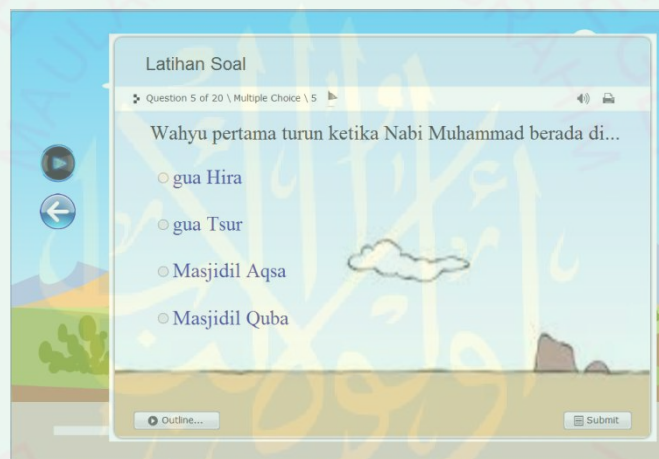 Latihan Soal
Question 5 of 20 \ Multiple Choice \ 5
Wahyu pertama turun ketika Nabi Muhammad berada di...
gua Hira
gua Tsur
Masjidil Aqsa
Masjidil Quba
Outline...
Submit